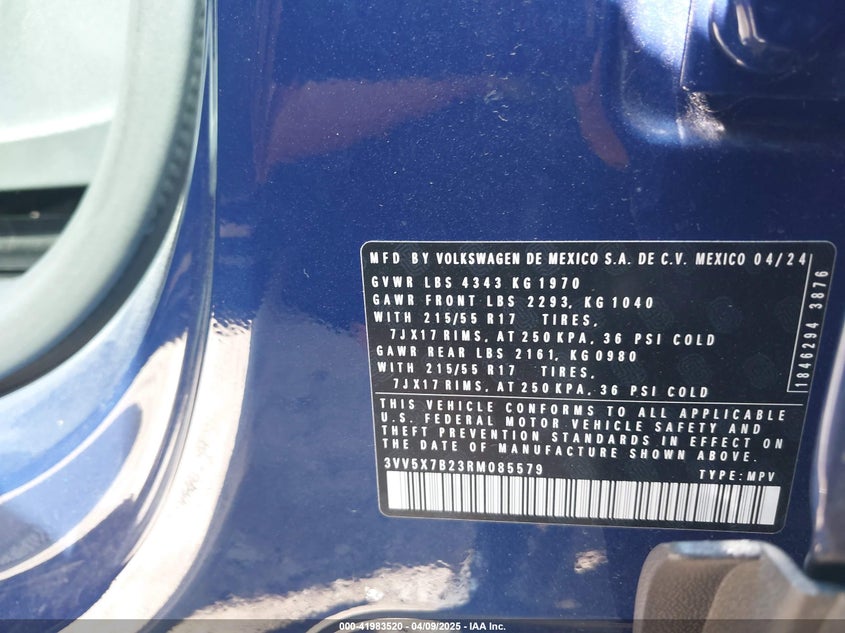 MFD BY VOLKSWAGEN DE MEXICO S.A. DE C.V. MEXICO 04/24
GVWR LBS 4343 KG 1970
GAWR FRONT LBS 2293, KG 1040
WITH 215/55 R17 TIRES,
7JX17 RIMS, AT 250 KPA, 36 PSI COLD
GAWR REAR LBS 2161, KG 0980
WITH 215/55 R17 TIRES,
7JX17 RIMS, AT 250 KPA, 36 PSI COLD
THIS VEHICLE CONFORMS TO ALL APPLICABLE
U.S. FEDERAL MOTOR VEHICLE SAFETY AND
THEFT PREVENTION STANDARDS IN EFFECT ON
THE DATE OF MANUFACTURE SHOWN ABOVE.
3VV5X7B23RM085579 TYPE: MPV
1846294 3876
000-41983520 - 04/09/2025 - IAA Inc.